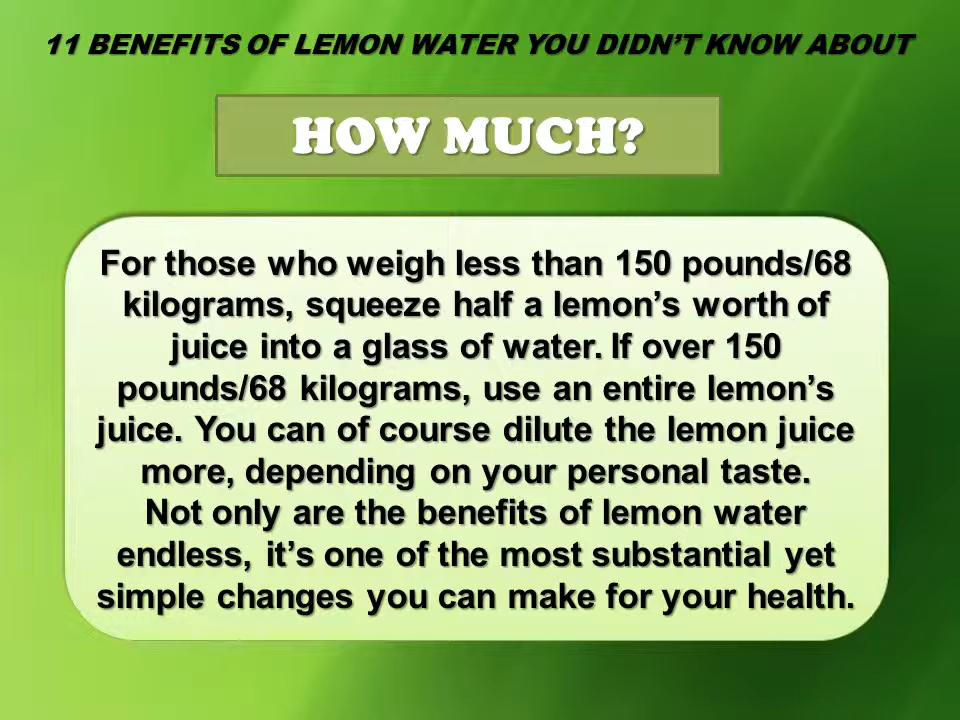 11 BENEFITS OF LEMON WATER YOU DIDN’T KNOW ABOUT
HOW MUCH?
For those who weigh less than 150 pounds/68
kilograms, squeeze half a lemon’s worth of
juice into a glass of water. If over 150
pounds/68 kilograms, use an entire lemon’s
juice. You can of course dilute the lemon juice
more, depending on your personal taste.
Not only are the benefits of lemon water
endless, it’s one of the most substantial yet
simple changes you can make for your health.